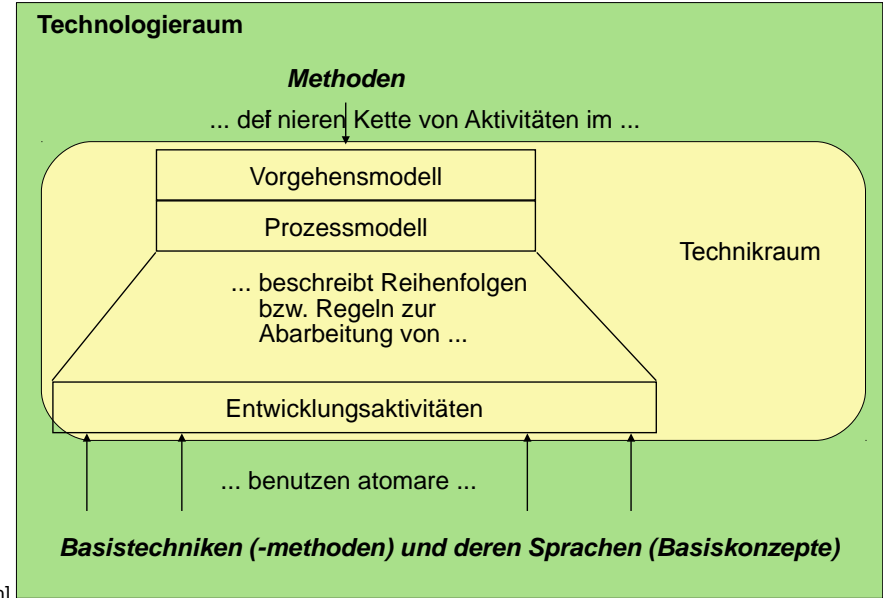 Technologieraum
Methoden
... def nieren Kette von Aktivitäten im ...
Vorgehensmodell
Prozessmodell
Technikraum
... beschreibt Reihenfolgen
bzw. Regeln zur
Abarbeitung von ...
Entwicklungsaktivitäten
... benutzen atomare ...
Basistechniken (-methoden) und deren Sprachen (Basiskonzepte)